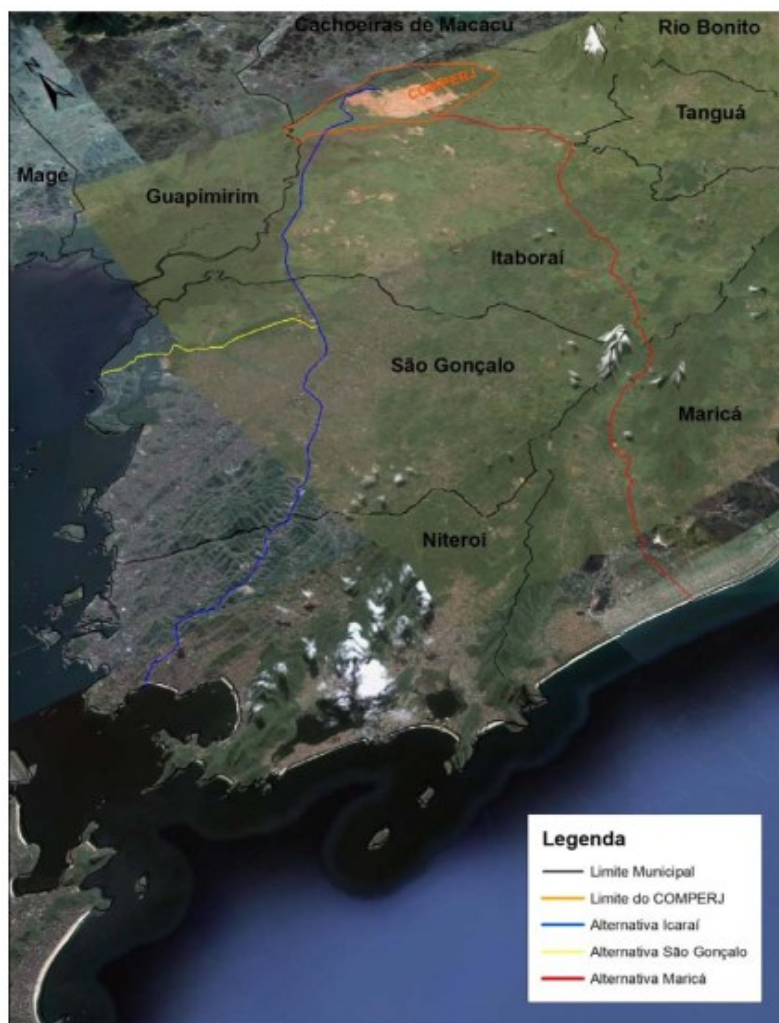 Cachoeiras de Macacu
Rio Bonito
N
COMPERJ
Tanguá
Magé
Guapimirim
Itaboraí
São Gonçalo
Maricá
Niteroi
Legenda
Limite Municipal
Limite do COMPERJ
Alternativa Icaraí
Alternativa São Gonçalo
Alternativa Maricá